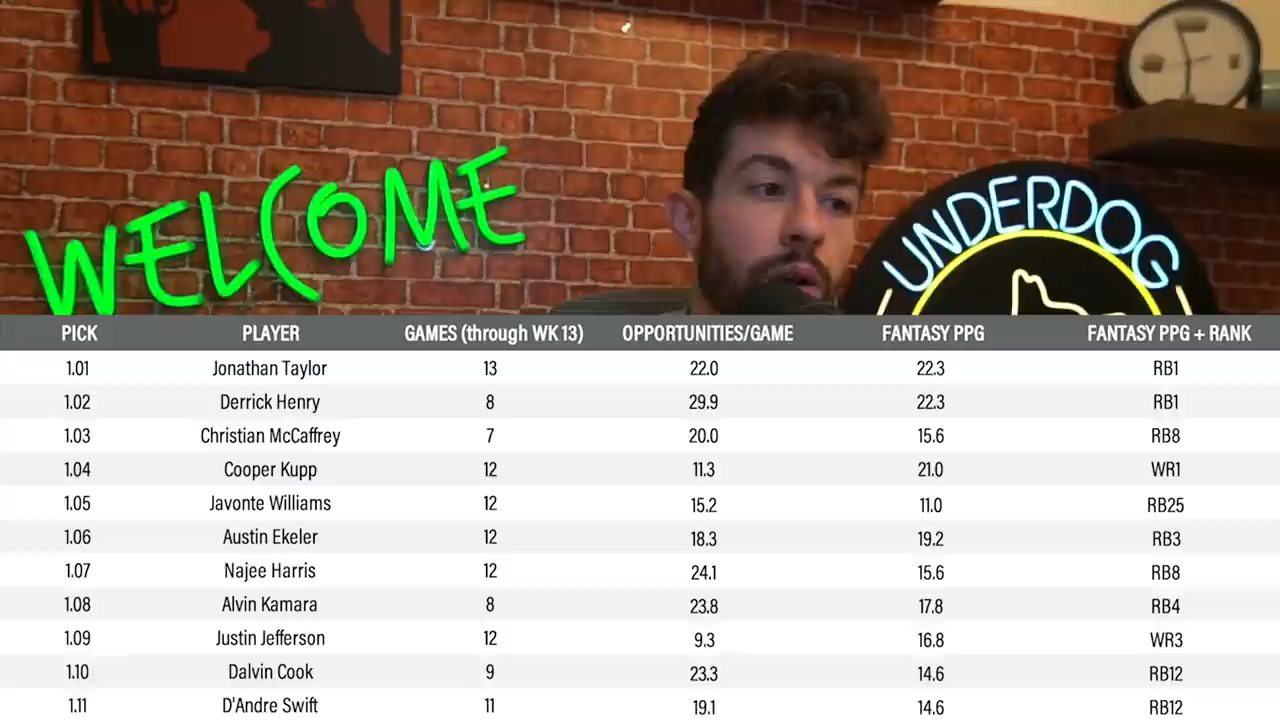 WELCOME
UNDERDOG
PICK PLAYER GAMES (through WK 13) OPPORTUNITIES/GAME FANTASY PPG FANTASY PPG + RANK
1.01 Jonathan Taylor 13 22.0 22.3 RB1
1.02 Derrick Henry 8 29.9 22.3 RB1
1.03 Christian McCaffrey 7 20.0 15.6 RB8
1.04 Cooper Kupp 12 11.3 21.0 WR1
1.05 Javonte Williams 12 15.2 11.0 RB25
1.06 Austin Ekeler 12 18.3 19.2 RB3
1.07 Najee Harris 12 24.1 15.6 RB8
1.08 Alvin Kamara 8 23.8 17.8 RB4
1.09 Justin Jefferson 12 9.3 16.8 WR3
1.10 Dalvin Cook 9 23.3 14.6 RB12
1.11 D'Andre Swift 11 19.1 14.6 RB12